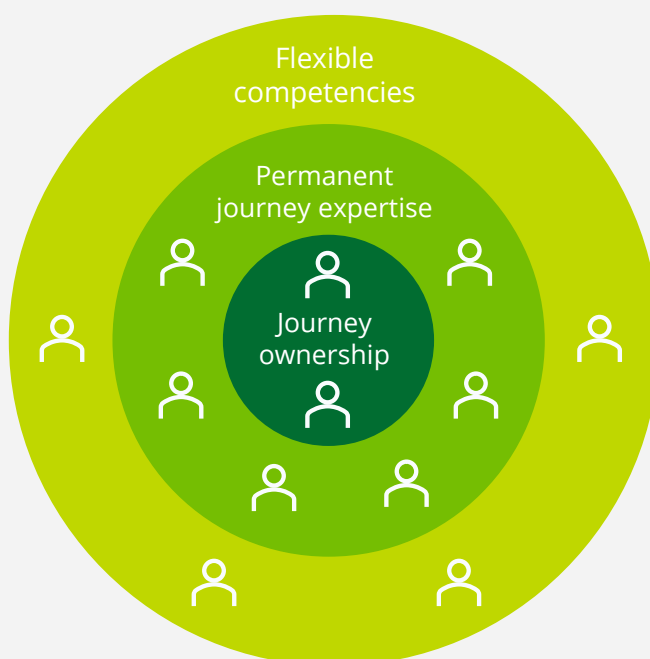 Flexible
competencies
Permanent
journey expertise
Journey
ownership